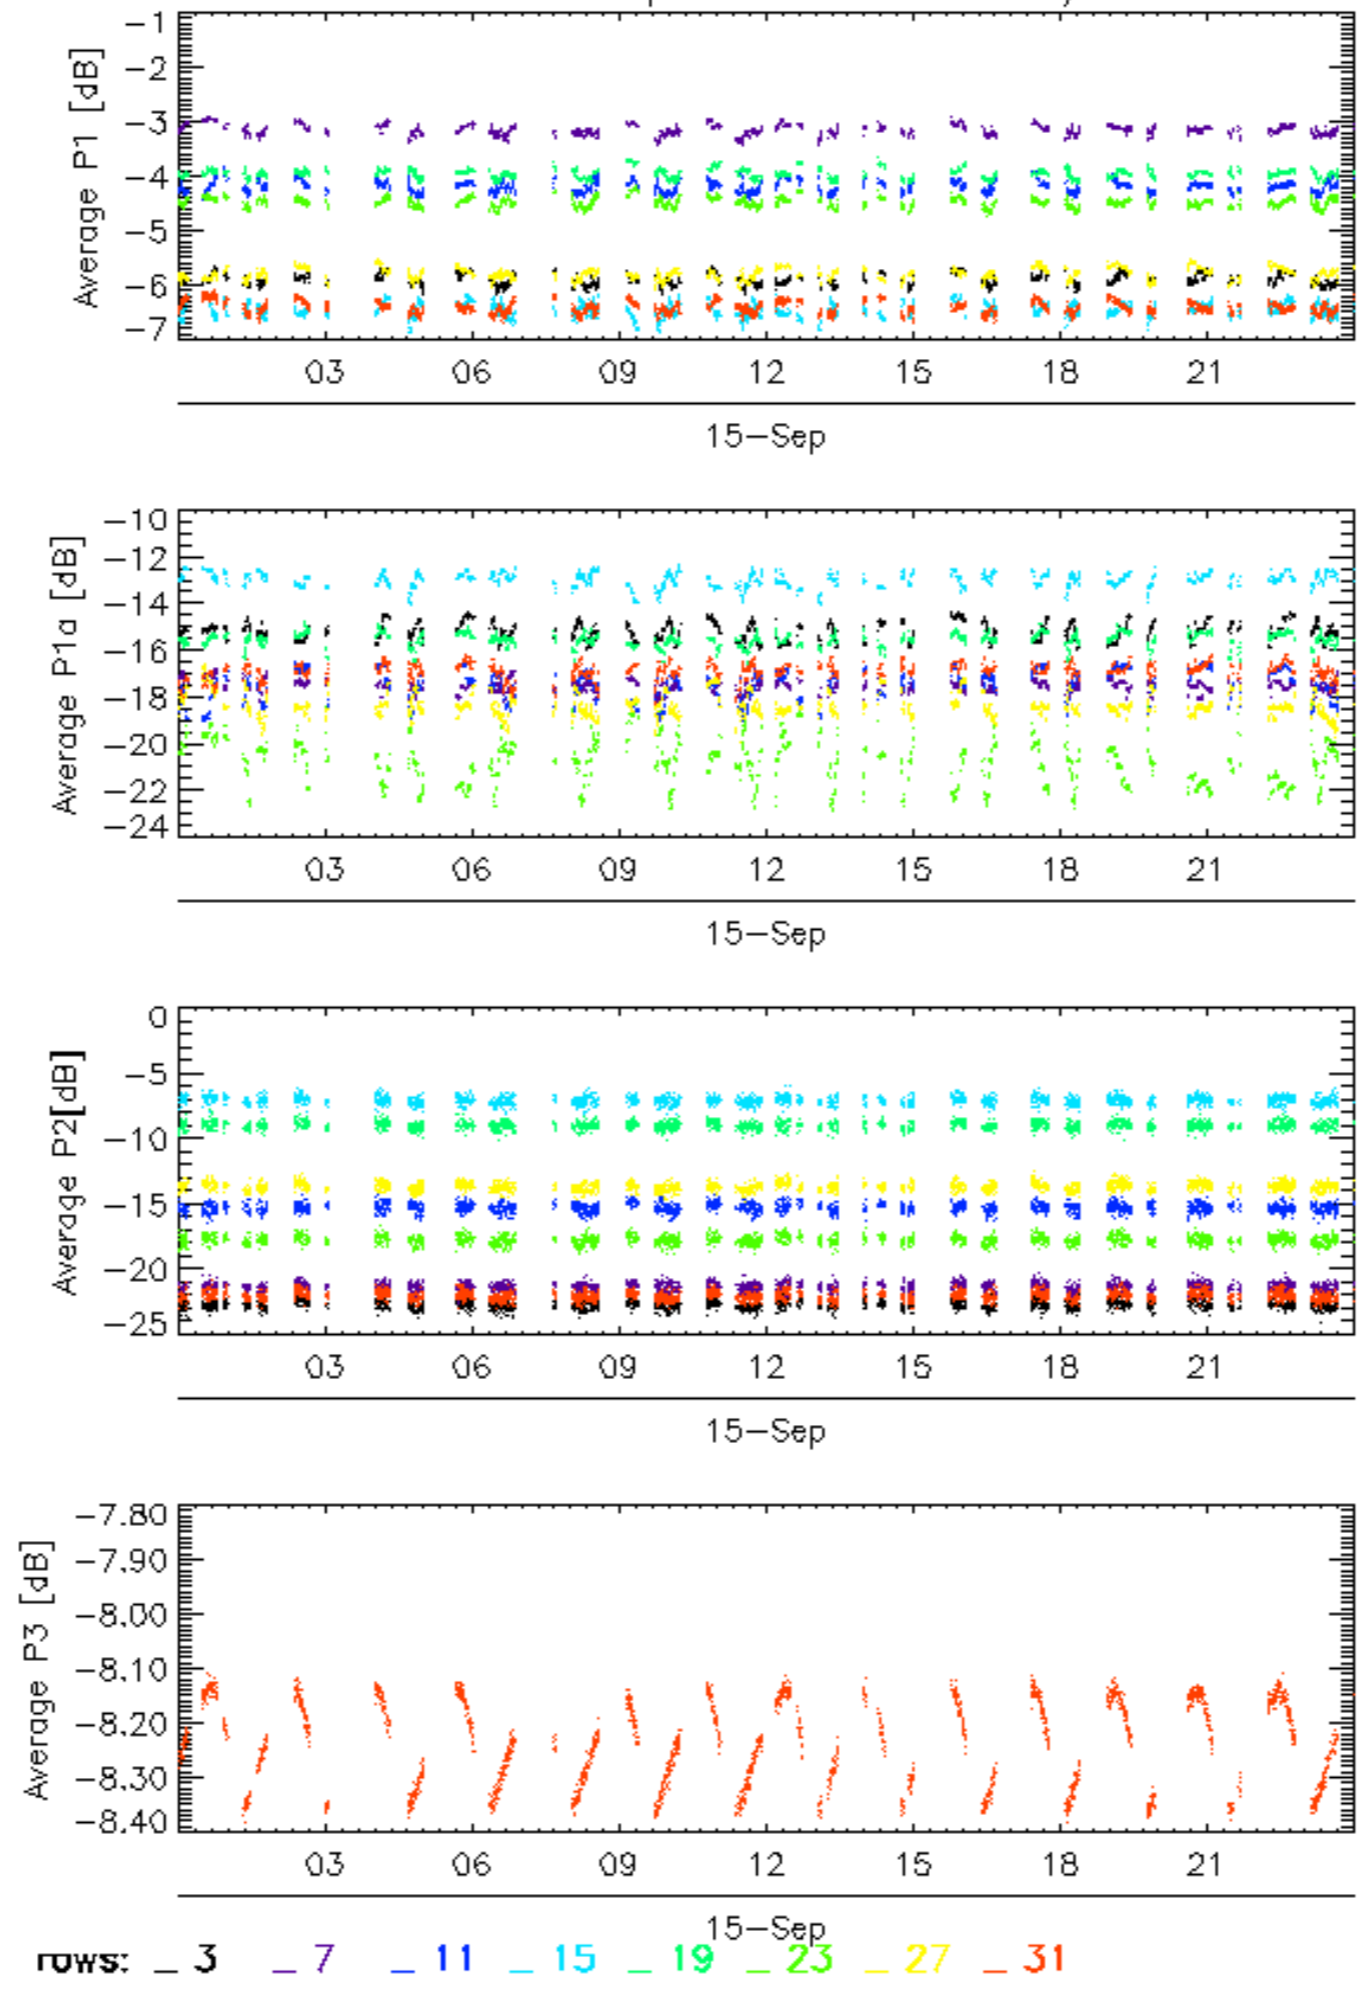 Average P1 [dB]
-1
-2
-3
-4
-5
-6
-7
03 06 09 12 15 18 21
15-Sep
Average P1a [dB]
-10
-12
-14
-16
-18
-20
-22
-24
03 06 09 12 15 18 21
15-Sep
Average P2[dB]
0
-5
-10
-15
-20
-25
03 06 09 12 15 18 21
15-Sep
Average P3 [dB]
-7.80
-7.90
-8.00
-8.10
-8.20
-8.30
-8.40
03 06 09 12 15 18 21
15-Sep
rows: _ 3 _ 7 _ 11 _ 15 _ 19 _ 23 _ 27 _ 31